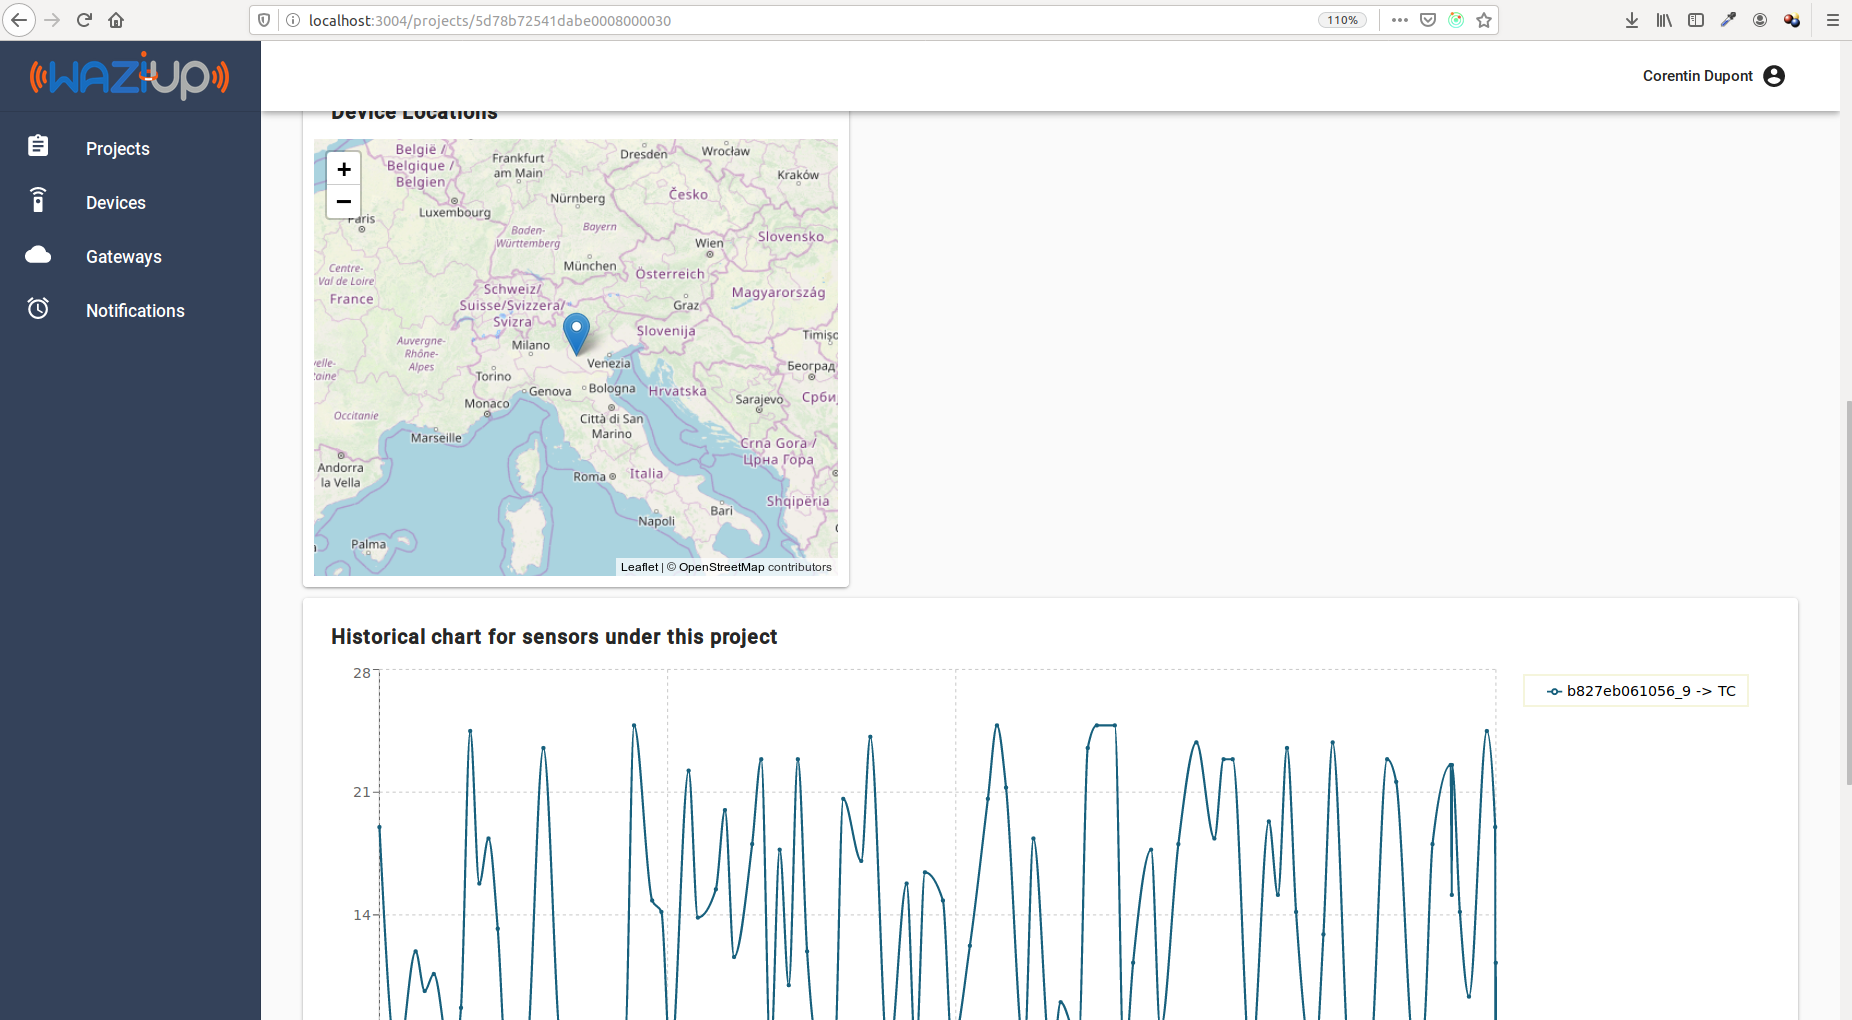 localhost:3004/projects/5d78b72541dabe0008000030
110%
WAZIUP
Corentin Dupont
Projects
Devices
Gateways
Notifications
Device Locations
+
−
België /
Belgique /
Belgien
Frankfurt
am Main
Dresden
Wrocław
Kraków
Česko
Nürnberg
Luxembourg
Paris
Baden-
Württemberg
Bayern
Wien
Slovensko
München
Österreich
Centre-
Val de Loire
France
Schweiz/
Suisse/Svizzera/
Svizra
Magyarország
Graz
Slovenija
Timișo
Auvergne-
Rhône-
Alpes
Milano
Venezia
Београд
velle-
taine
Torino
Genova
Bologna
Hrvatska
Sarajevo
Србиј
Monaco
Occitanie
Città di San
Marino
Marseille
Crna Gora /
Црна Гора
Andorra
la Vella
Roma
Italia
Shqipëria
Napoli
Bari
Palma
Leaflet | © OpenStreetMap contributors
Historical chart for sensors under this project
28
21
14
b827eb061056_9 -> TC